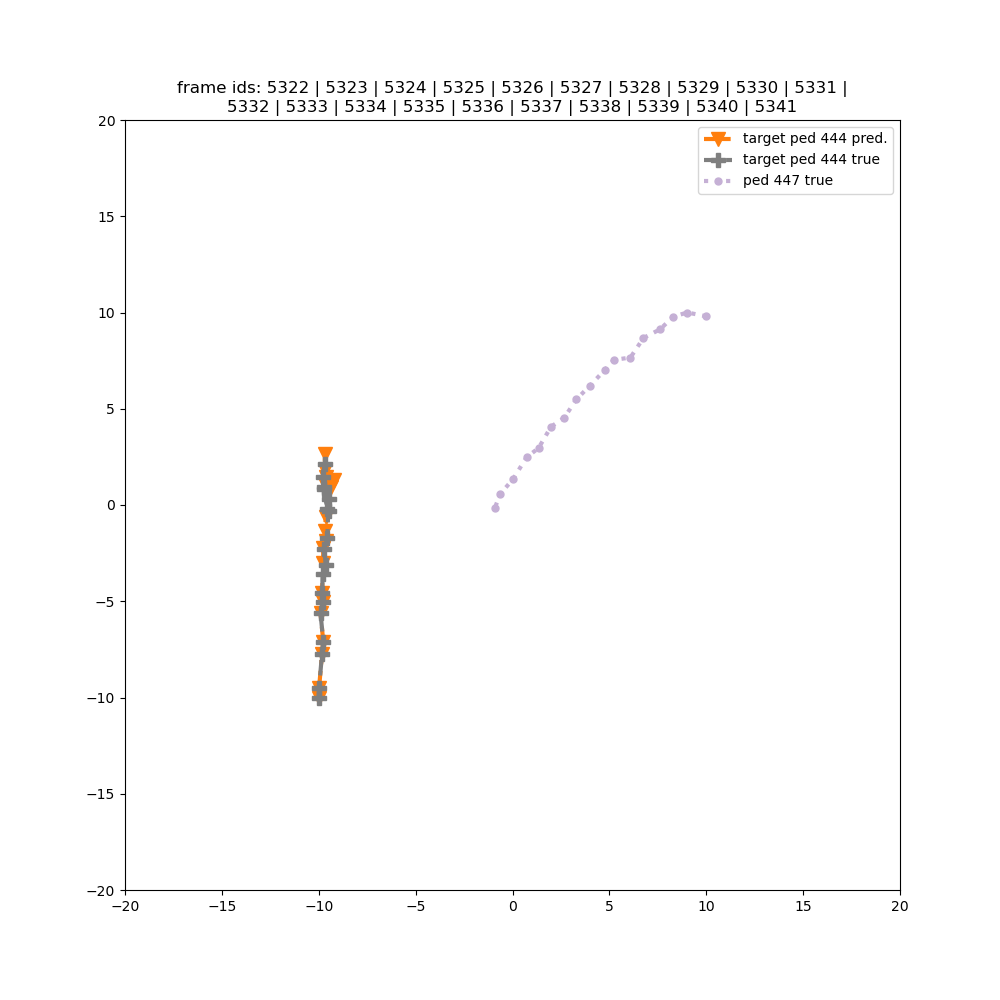 frame ids: 5322 | 5323 | 5324 | 5325 | 5326 | 5327 | 5328 | 5329 | 5330 | 5331 |
5332 | 5333 | 5334 | 5335 | 5336 | 5337 | 5338 | 5339 | 5340 | 5341
target ped 444 pred.
target ped 444 true
ped 447 true
20
15
10
5
0
−5
−10
−15
−20
−20 −15 −10 −5 0 5 10 15 20